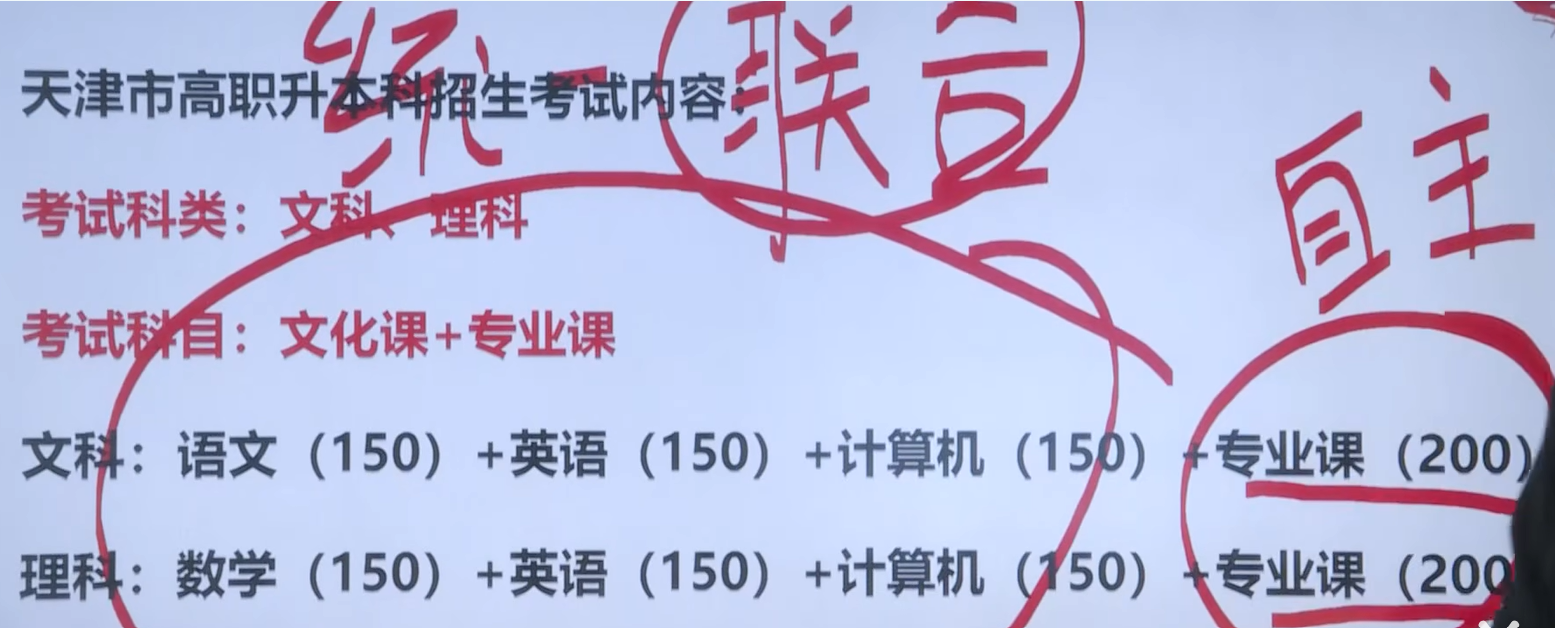 统一 联合
天津市高职升本科招生考试内容：
自主
考试科类：文科、理科
考试科目：文化课+专业课
文科：语文（150）+英语（150）+计算机（150）+专业课（200）
理科：数学（150）+英语（150）+计算机（150）+专业课（200